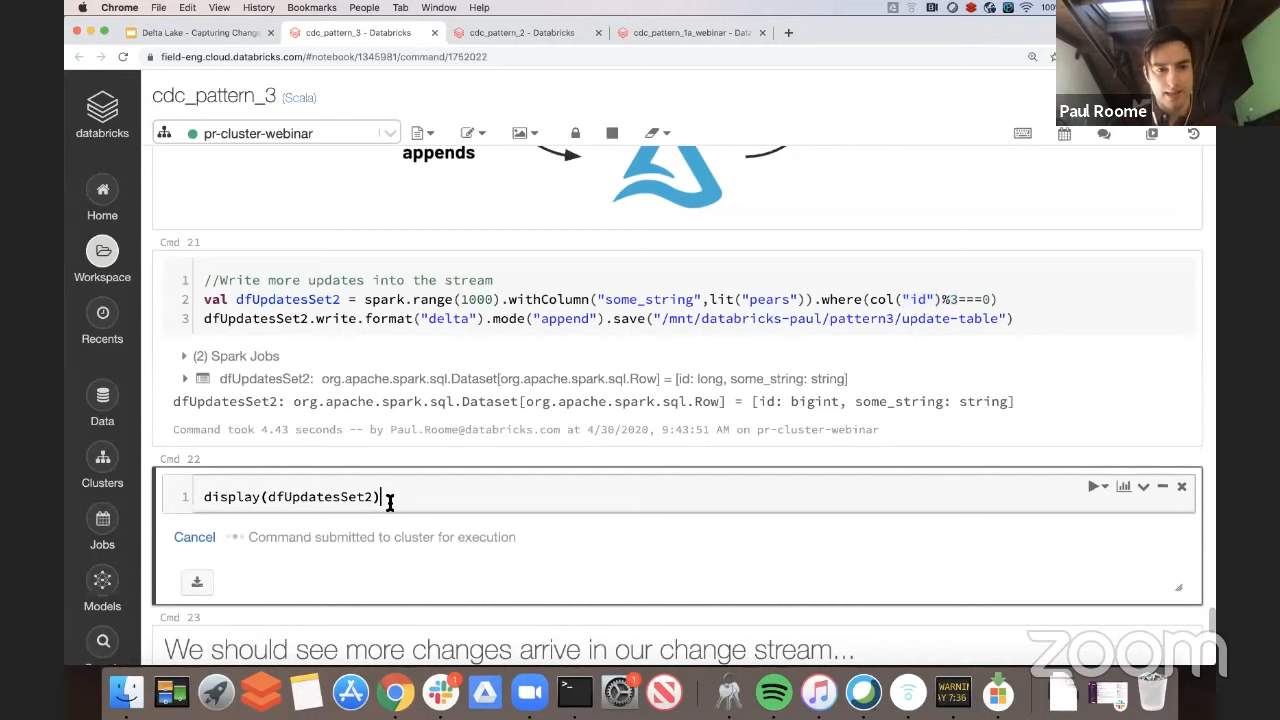 Chrome File Edit View History Bookmarks People Tab Window Help
Delta Lake - Capturing Chang
cdc_pattern_3 - Databricks
cdc_pattern_2 - Databricks
cdc_pattern_1a_webinar - Data
field-eng.cloud.databricks.com/#notebook/1345981/command/1752022
Paul Roome
databricks
cdc_pattern_3 (Scala)
pr-cluster-webinar
Home
Workspace
Recents
Data
Clusters
Jobs
Models
appends
Cmd 21
1 //Write more updates into the stream
2 val dfUpdatesSet2 = spark.range(1000).withColumn("some_string",lit("pears")).where(col("id")%3===0)
3 dfUpdatesSet2.write.format("delta").mode("append").save("/mnt/databricks-paul/pattern3/update-table")
(2) Spark Jobs
dfUpdatesSet2: org.apache.spark.sql.Dataset[org.apache.spark.sql.Row] = [id: long, some_string: string]
dfUpdatesSet2: org.apache.spark.sql.Dataset[org.apache.spark.sql.Row] = [id: bigint, some_string: string]
Command took 4.43 seconds -- by Paul.Roome@databricks.com at 4/30/2020, 9:43:51 AM on pr-cluster-webinar
Cmd 22
1 display(dfUpdatesSet2)
Cancel Command submitted to cluster for execution
Cmd 23
We should see more changes arrive in our change stream...
zoom
WARNIN
Y 7:36